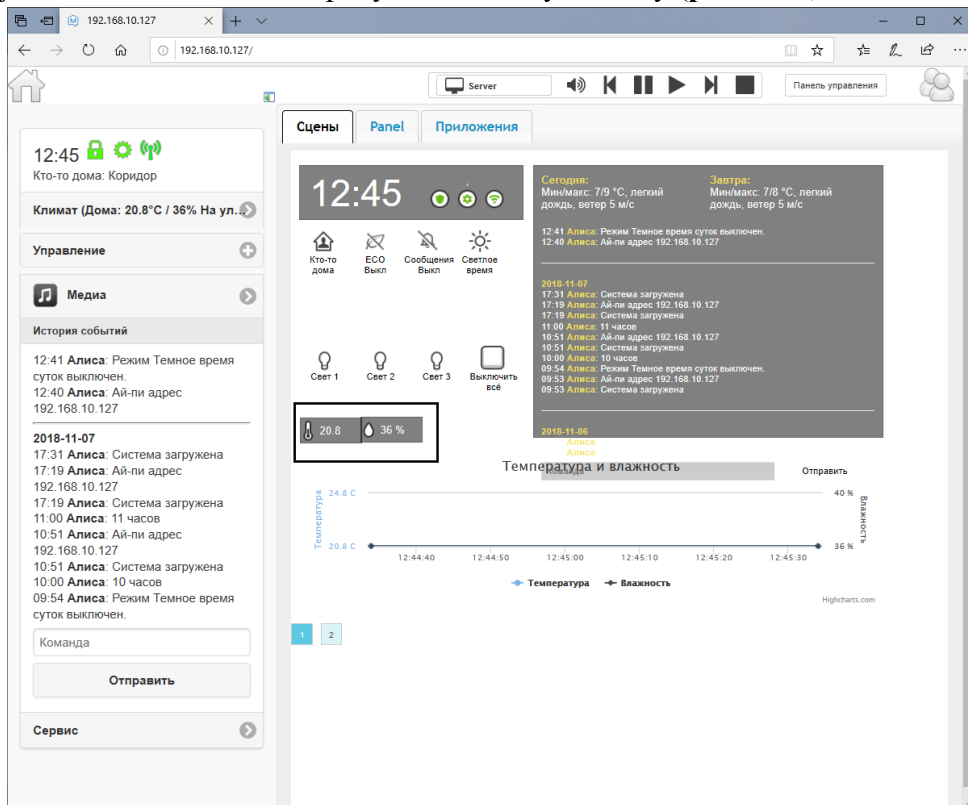 192.168.10.127
192.168.10.127/
Server
Панель управления
12:45
Кто-то дома: Коридор
Климат (Дома: 20.8°C / 36% На ул...
Управление
Медиа
История событий
12:41 Алиса: Режим Темное время
суток выключен.
12:40 Алиса: Ай-пи адрес
192.168.10.127
2018-11-07
17:31 Алиса: Система загружена
17:19 Алиса: Ай-пи адрес
192.168.10.127
17:19 Алиса: Система загружена
11:00 Алиса: 11 часов
10:51 Алиса: Ай-пи адрес
192.168.10.127
10:51 Алиса: Система загружена
10:00 Алиса: 10 часов
09:54 Алиса: Режим Темное время
суток выключен.
Команда
Отправить
Сервис
Сцены Panel Приложения
12:45
Кто-то
дома
ECO
Выкл
Сообщения
Выкл
Светлое
время
Свет 1
Свет 2
Свет 3
Выключить
всё
20.8
36 %
Сегодня:
Мин/макс: 7/9 °C, легкий
дождь, ветер 5 м/с
Завтра:
Мин/макс: 7/8 °C, легкий
дождь, ветер 5 м/с
12:41 Алиса: Режим Темное время суток выключен.
12:40 Алиса: Ай-пи адрес 192.168.10.127
2018-11-07
17:31 Алиса: Система загружена
17:19 Алиса: Ай-пи адрес 192.168.10.127
17:19 Алиса: Система загружена
11:00 Алиса: 11 часов
10:51 Алиса: Ай-пи адрес 192.168.10.127
10:51 Алиса: Система загружена
10:00 Алиса: 10 часов
09:54 Алиса: Режим Темное время суток выключен.
09:53 Алиса: Ай-пи адрес 192.168.10.127
09:53 Алиса: Система загружена
2018-11-06
Алиса
Алиса
Температура и влажность
Команда
Отправить
Температура
24.8 C
20.8 C
40 %
36 %
Влажность
12:44:40 12:44:50 12:45:00 12:45:10 12:45:20 12:45:30
Температура Влажность
Highcharts.com
1 2